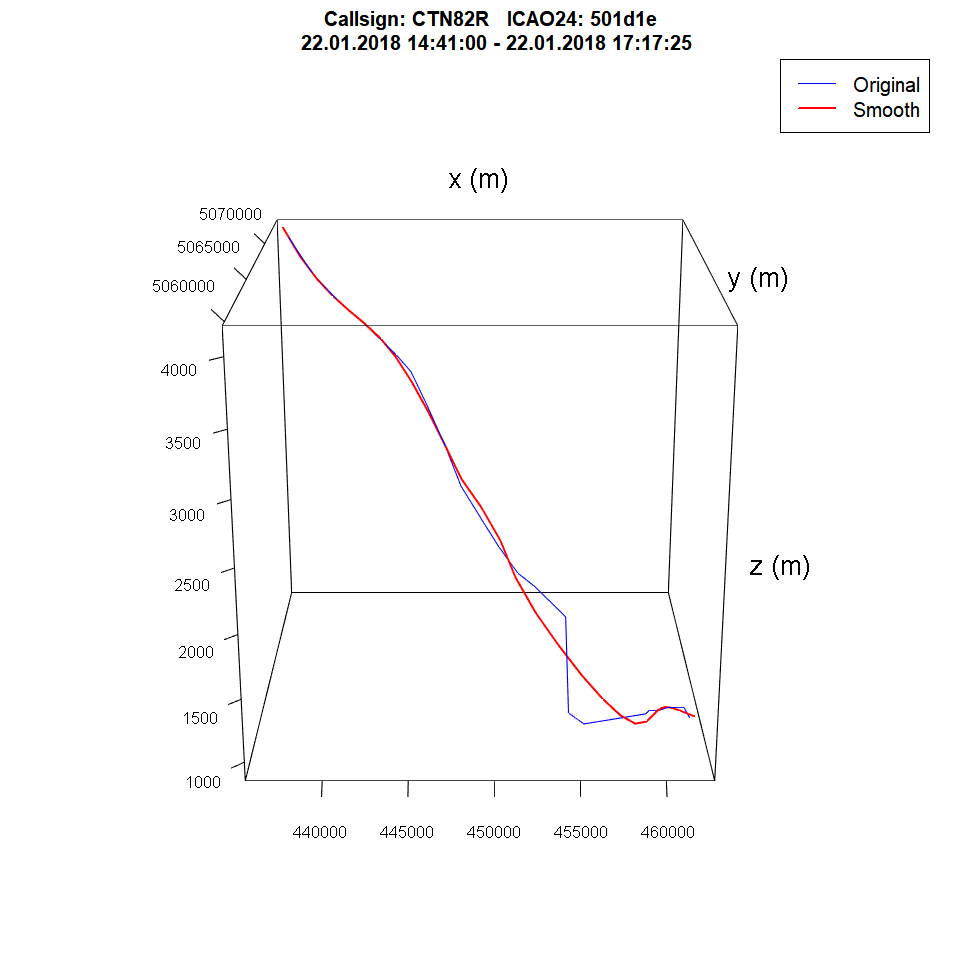 Callsign: CTN82R   ICAO24: 501d1e
22.01.2018 14:41:00 - 22.01.2018 17:17:25
Original
Smooth
x (m)
5070000
5065000
5060000
y (m)
4000
3500
3000
2500
z (m)
2000
1500
1000
440000 445000 450000 455000 460000